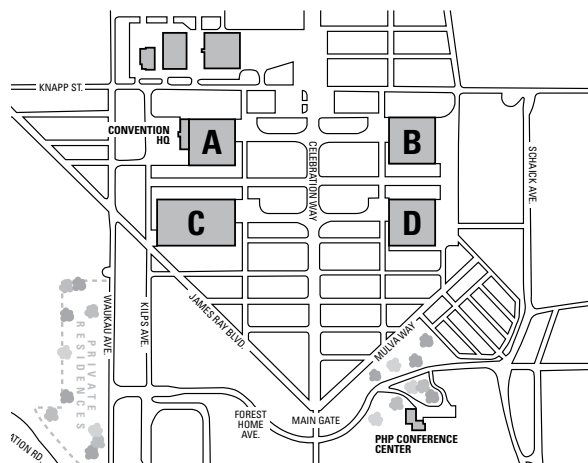 KNAPP ST.
CONVENTION
HQ
A
B
SCHAICK AVE.
CELEBRATION WAY
C
D
WAUKAU AVE.
KILPS AVE.
JAMES RAY BLVD.
MULVA WAY
PRIVATE
RESIDENCES
FOREST
HOME
AVE.
MAIN GATE
PHP CONFERENCE
CENTER
ATION RD.